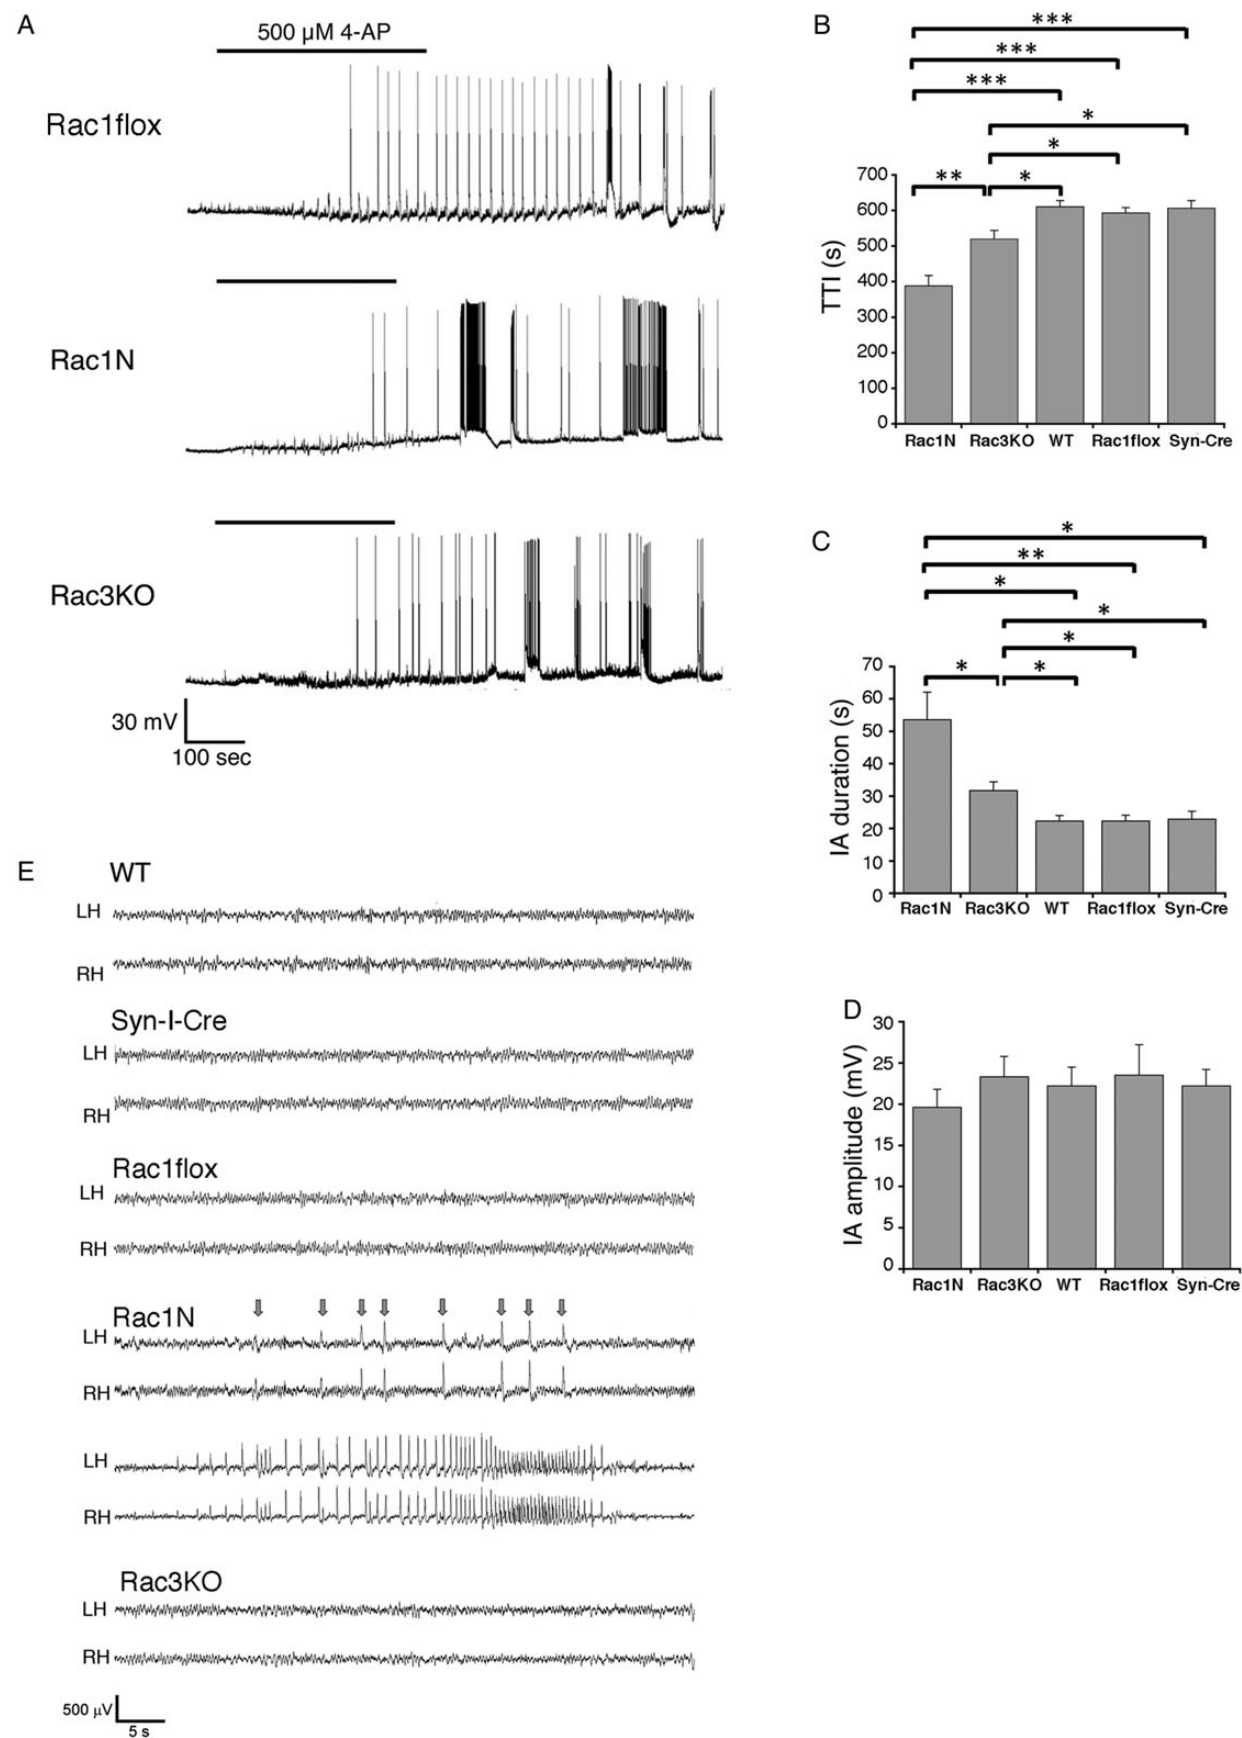 A
500 µM 4-AP
Rac1flox
Rac1N
Rac3KO
30 mV
100 sec
B
***
***
***
*
*
** *
TTI (s)
700
600
500
400
300
200
100
0
Rac1N Rac3KO WT Rac1flox Syn-Cre
C
*
**
*
*
*
* *
IA duration (s)
70
60
50
40
30
20
10
0
Rac1N Rac3KO WT Rac1flox Syn-Cre
D
IA amplitude (mV)
30
25
20
15
10
5
0
Rac1N Rac3KO WT Rac1flox Syn-Cre
E
WT
LH
RH
Syn-I-Cre
LH
RH
Rac1flox
LH
RH
Rac1N
LH
RH
LH
RH
Rac3KO
LH
RH
500 µV
5 s